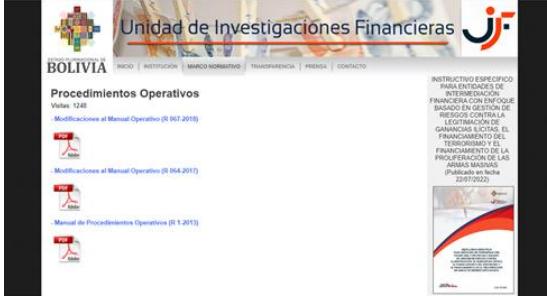 Unidad de Investigaciones Financieras
ESTADO PLURINACIONAL DE
BOLIVIA
INICIO | INSTITUCIÓN | MARCO NORMATIVO | TRANSPARENCIA | PRENSA | CONTACTO
Procedimientos Operativos
Visitas: 1248
- Modificaciones al Manual Operativo (R 067-2018)
PDF
Adobe
- Modificaciones al Manual Operativo (R 064-2017)
PDF
Adobe
- Manual de Procedimientos Operativos (R 1-2013)
PDF
Adobe
INSTRUCTIVO ESPECÍFICO
PARA ENTIDADES DE
INTERMEDIACIÓN
FINANCIERA CON ENFOQUE
BASADO EN GESTIÓN DE
RIESGOS CONTRA LA
LEGITIMACIÓN DE
GANANCIAS ILÍCITAS, EL
FINANCIAMIENTO DEL
TERRORISMO Y EL
FINANCIAMIENTO DE LA
PROLIFERACIÓN DE LAS
ARMAS MASIVAS
(Publicado en fecha
22/07/2022)